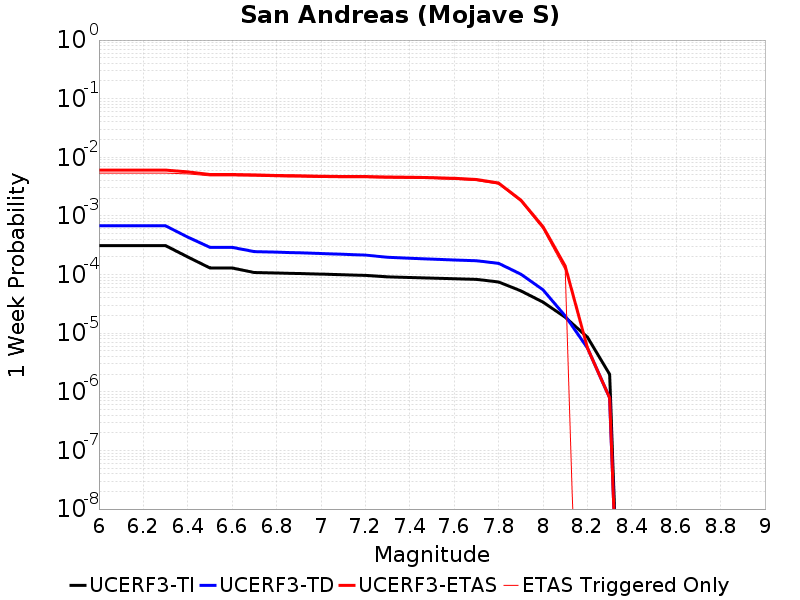 San Andreas (Mojave S)
1 Week Probability
10^0
10^-1
10^-2
10^-3
10^-4
10^-5
10^-6
10^-7
10^-8
6 6.2 6.4 6.6 6.8 7 7.2 7.4 7.6 7.8 8 8.2 8.4 8.6 8.8 9
Magnitude
UCERF3-TI UCERF3-TD UCERF3-ETAS ETAS Triggered Only